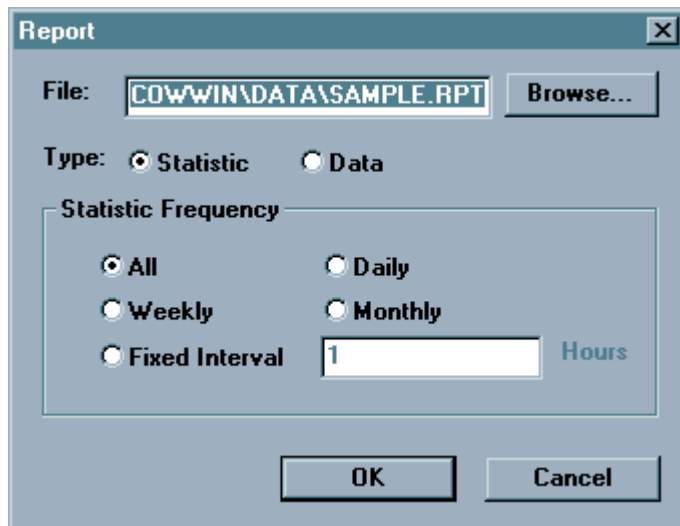 Report
File: COWWIN\DATA\SAMPLE.RPT Browse...
Type: Statistic Data
Statistic Frequency
All Daily
Weekly Monthly
Fixed Interval 1 Hours
OK Cancel